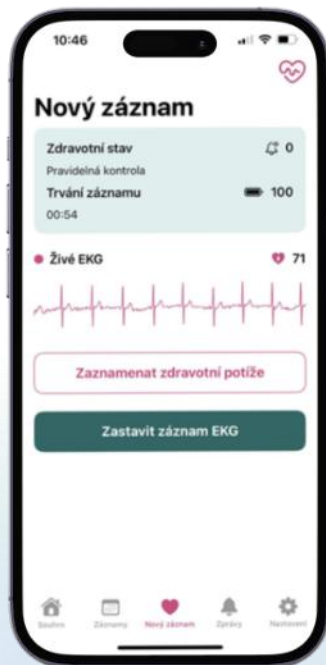 10:46
Nový záznam
Zdravotní stav 0
Pravidelná kontrola
Trvání záznamu 100
00:54
Živé EKG 71
Zaznamenat zdravotní potíže
Zastavit záznam EKG
Souhrn Záznamy Nový záznam Zprávy Nastavení